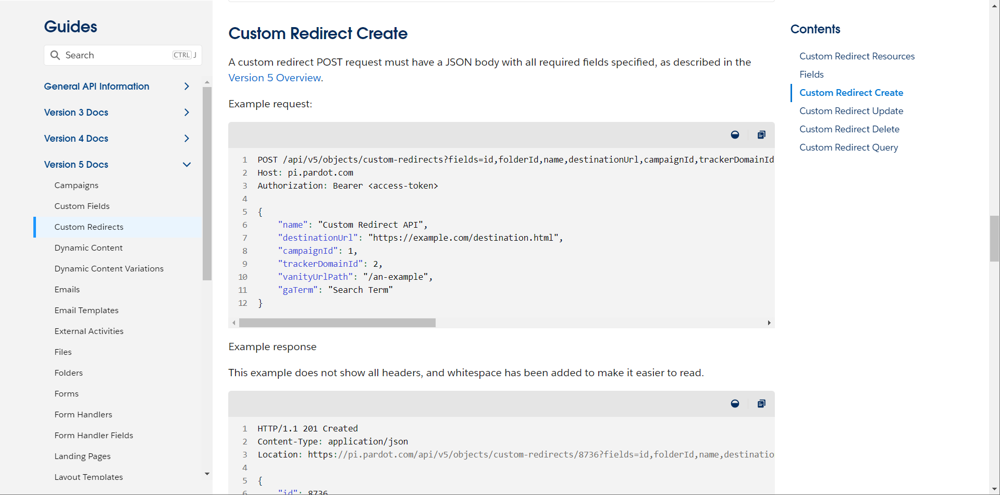 Guides
Search
CTRL J
General API Information
Version 3 Docs
Version 4 Docs
Version 5 Docs
Campaigns
Custom Fields
Custom Redirects
Dynamic Content
Dynamic Content Variations
Emails
Email Templates
External Activities
Files
Folders
Forms
Form Handlers
Form Handler Fields
Landing Pages
Layout Templates
Custom Redirect Create
A custom redirect POST request must have a JSON body with all required fields specified, as described in the
Version 5 Overview.
Example request:
1 POST /api/v5/objects/custom-redirects?fields=id,folderId,name,destinationUrl,campaignId,trackerDomainId
2 Host: pi.pardot.com
3 Authorization: Bearer <access-token>
4
5 {
6 "name": "Custom Redirect API",
7 "destinationUrl": "https://example.com/destination.html",
8 "campaignId": 1,
9 "trackerDomainId": 2,
10 "vanityUrlPath": "/an-example",
11 "gaTerm": "Search Term"
12 }
Example response
This example does not show all headers, and whitespace has been added to make it easier to read.
1 HTTP/1.1 201 Created
2 Content-Type: application/json
3 Location: https://pi.pardot.com/api/v5/objects/custom-redirects/8736?fields=id,folderId,name,destinatio
4
5 {
6 "id": 8736
Contents
Custom Redirect Resources
Fields
Custom Redirect Create
Custom Redirect Update
Custom Redirect Delete
Custom Redirect Query